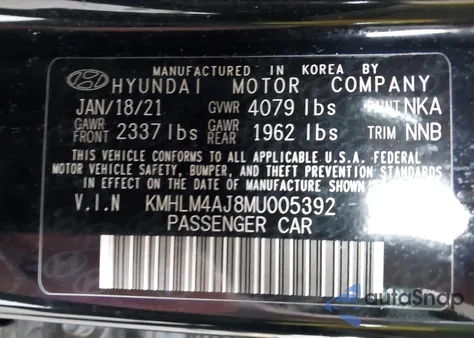 MANUFACTURED IN KOREA BY
HYUNDAI MOTOR COMPANY
JAN/18/21 GVWR 4079 lbs PAINT NKA
GAWR FRONT 2337 lbs GAWR REAR 1962 lbs TRIM NNB
THIS VEHICLE CONFORMS TO ALL APPLICABLE U.S.A. FEDERAL
MOTOR VEHICLE SAFETY, BUMPER, AND THEFT PREVENTION STANDARDS
IN EFFECT ON THE DATE OF MANUFACTURE SHOWN ABOVE.
V.I.N KMHLM4AJ8MU005392
PASSENGER CAR
autoSnap